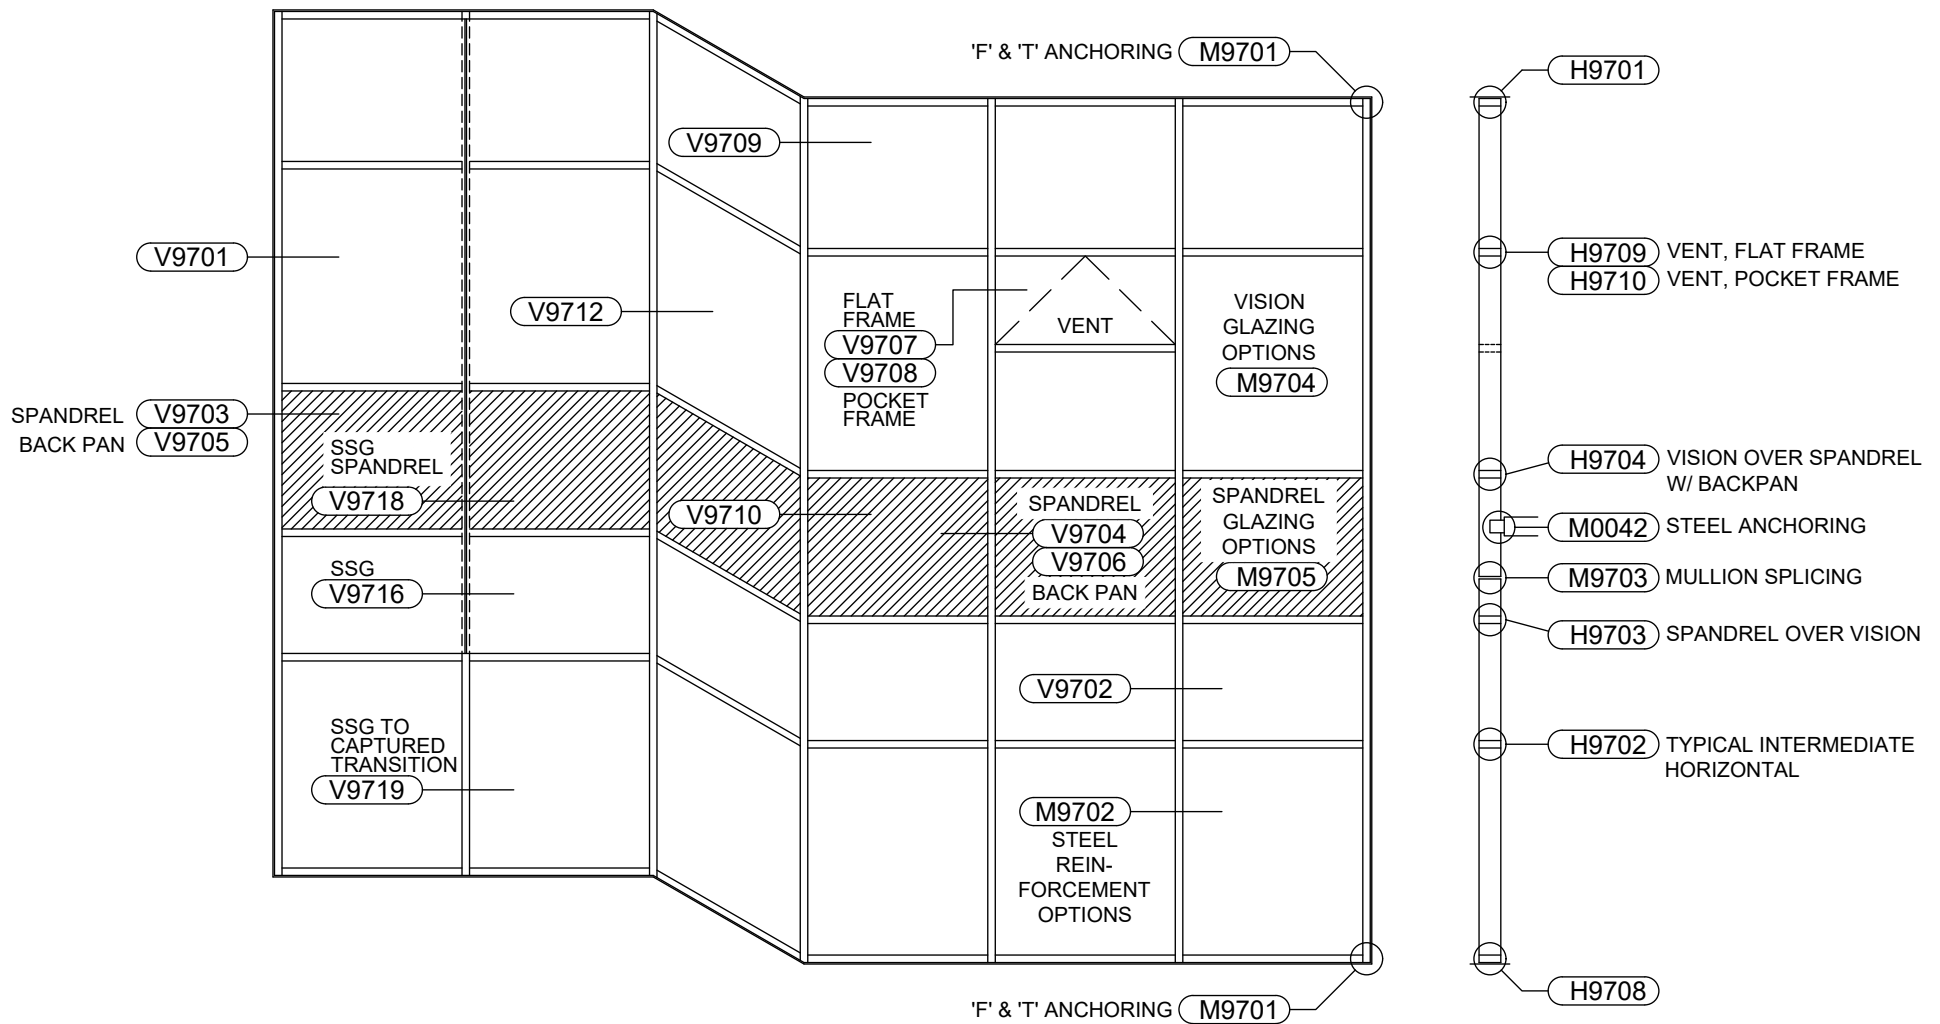 'F' & 'T' ANCHORING M9701
H9701
V9709
V9701
H9709 VENT, FLAT FRAME
H9710 VENT, POCKET FRAME
V9712
FLAT
FRAME
V9707
V9708
POCKET
FRAME
VENT
VISION
GLAZING
OPTIONS
M9704
SPANDREL V9703
BACK PAN V9705
SSG
SPANDREL
V9718
V9710
SPANDREL
V9704
V9706
BACK PAN
SPANDREL
GLAZING
OPTIONS
M9705
H9704 VISION OVER SPANDREL
W/ BACKPAN
M0042 STEEL ANCHORING
M9703 MULLION SPLICING
H9703 SPANDREL OVER VISION
SSG
V9716
V9702
H9702 TYPICAL INTERMEDIATE
HORIZONTAL
SSG TO
CAPTURED
TRANSITION
V9719
M9702
STEEL
REIN-
FORCEMENT
OPTIONS
H9708
'F' & 'T' ANCHORING M9701